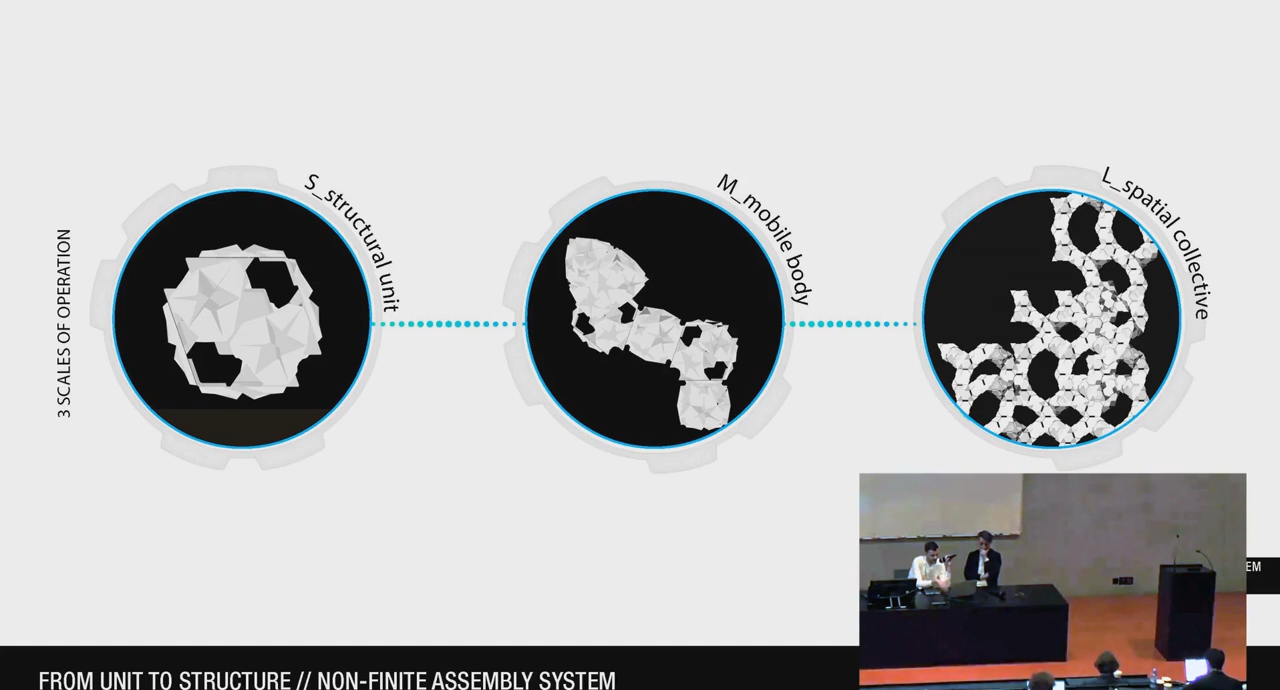 3 SCALES OF OPERATION
S_structural unit
M_mobile body
L_spatial collective
EM
FROM UNIT TO STRUCTURE // NON-FINITE ASSEMBLY SYSTEM